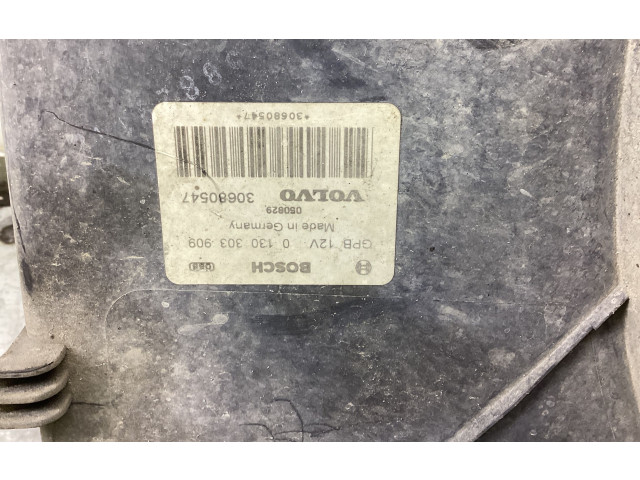 BOSCH
GPB 12V 0 130 303 909
Made in Germany
050829
VOLVO 30680547
*30680547*